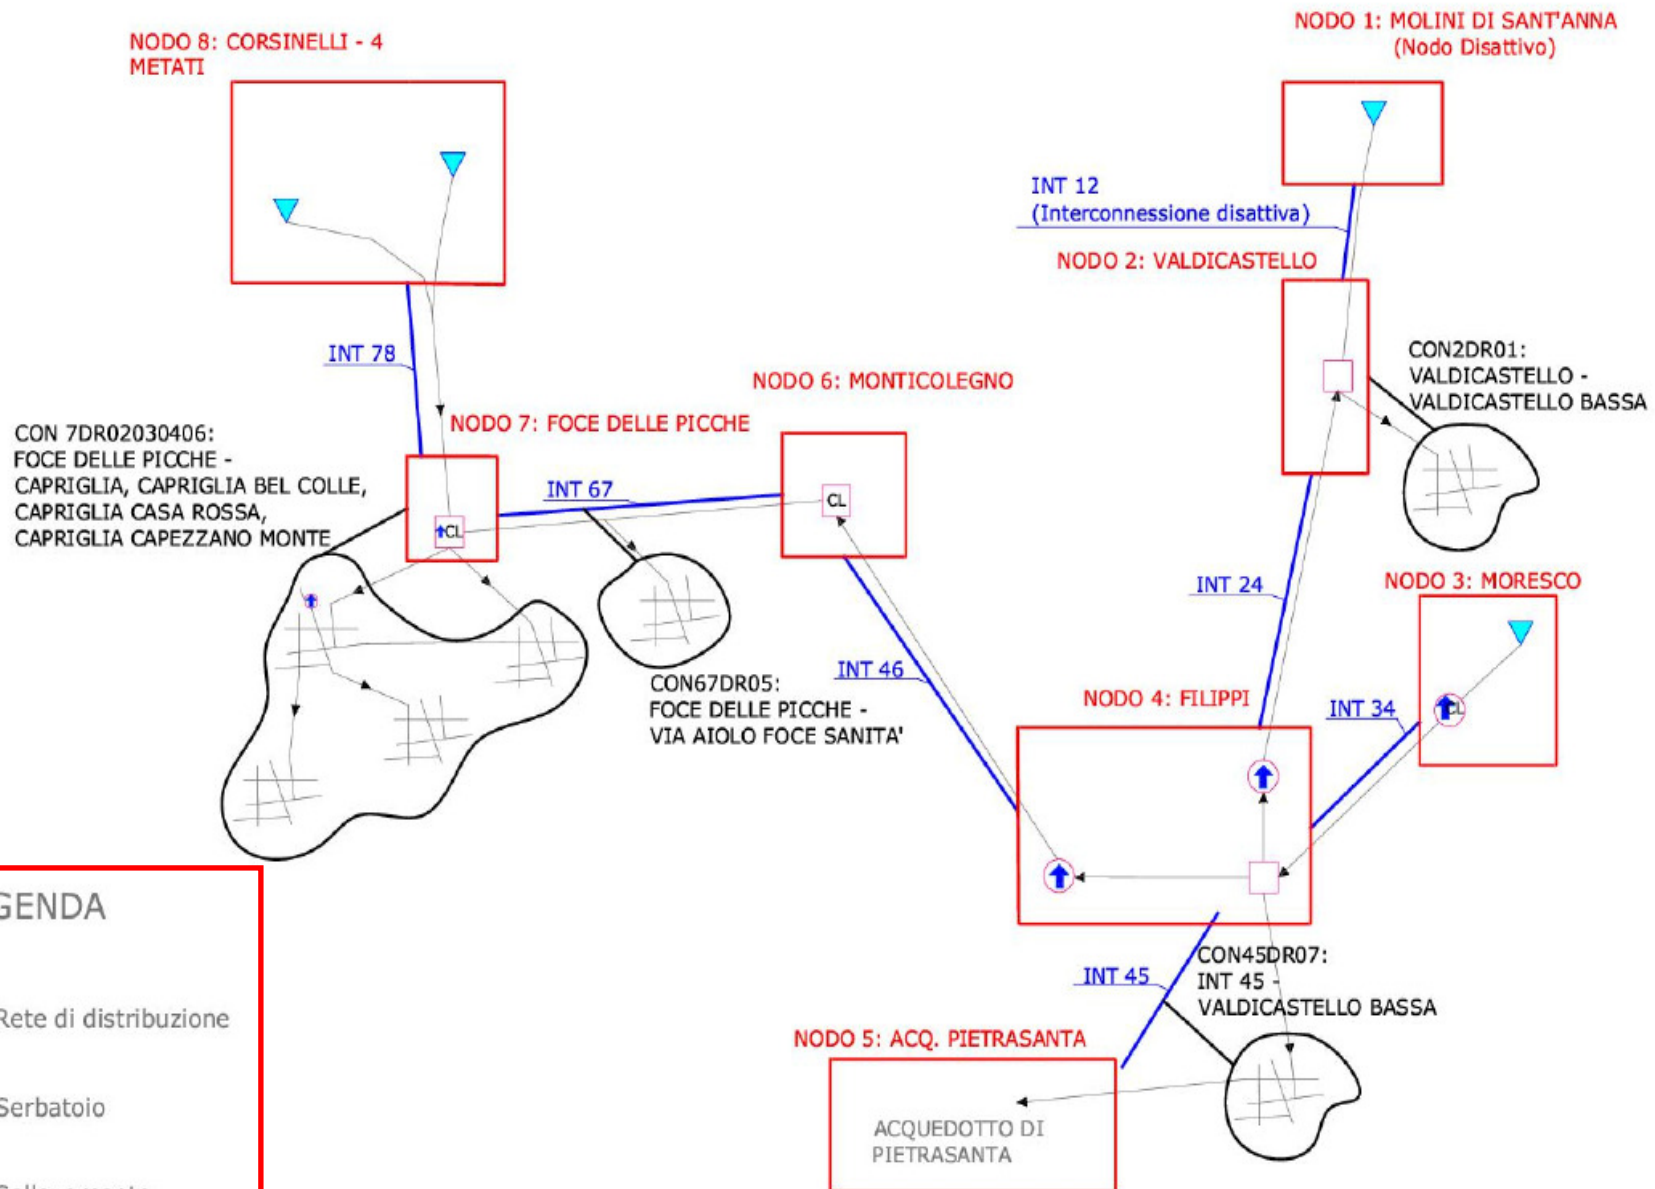 NODO 1: MOLINI DI SANT'ANNA
(Nodo Disattivo)
NODO 8: CORSINELLI - 4
METATI
INT 12
(Interconnessione disattiva)
NODO 2: VALDICASTELLO
INT 78
CON2DR01:
VALDICASTELLO -
VALDICASTELLO BASSA
NODO 6: MONTICOLEGNO
NODO 7: FOCE DELLE PICCHE
CON 7DR02030406:
FOCE DELLE PICCHE -
CAPRIGLIA, CAPRIGLIA BEL COLLE,
CAPRIGLIA CASA ROSSA,
CAPRIGLIA CAPEZZANO MONTE
INT 67
CL
CL
INT 24
NODO 3: MORESCO
CL
INT 46
CON67DR05:
FOCE DELLE PICCHE -
VIA AIOLO FOCE SANITA'
NODO 4: FILIPPI
INT 34
CON45DR07:
INT 45 -
VALDICASTELLO BASSA
INT 45
NODO 5: ACQ. PIETRASANTA
ACQUEDOTTO DI
PIETRASANTA
GENDA
Rete di distribuzione
Serbatoio